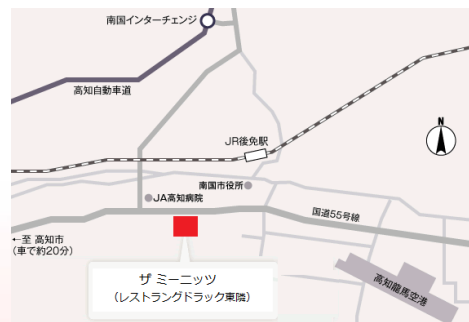 南国インターチェンジ
高知自動車道
N
JR後免駅
南国市役所
JA高知病院
国道55号線
←至 高知市
(車で約20分)
高知龍馬空港
ザ ミーニッツ
(レストラングドラック東隣)